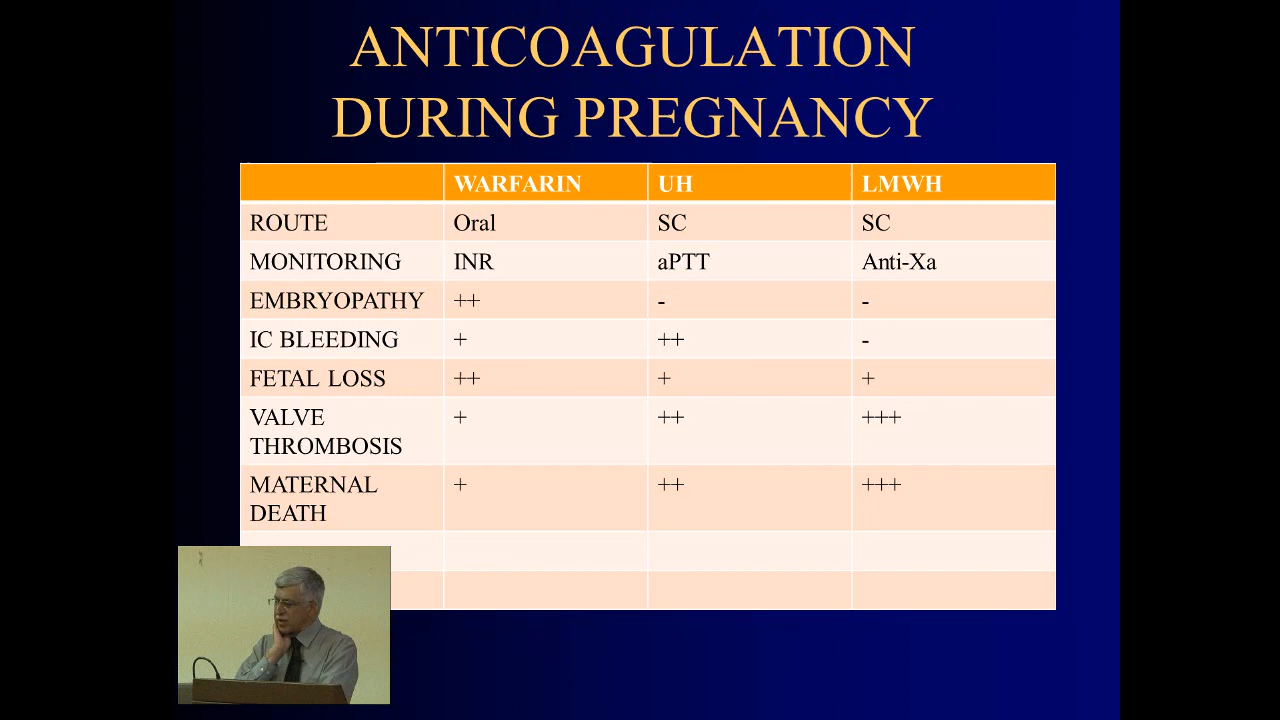 ANTICOAGULATION
DURING PREGNANCY
WARFARIN UH LMWH
ROUTE Oral SC SC
MONITORING INR aPTT Anti-Xa
EMBRYOPATHY ++ - -
IC BLEEDING + ++ -
FETAL LOSS ++ + +
VALVE + ++ +++
THROMBOSIS
MATERNAL + ++ +++
DEATH